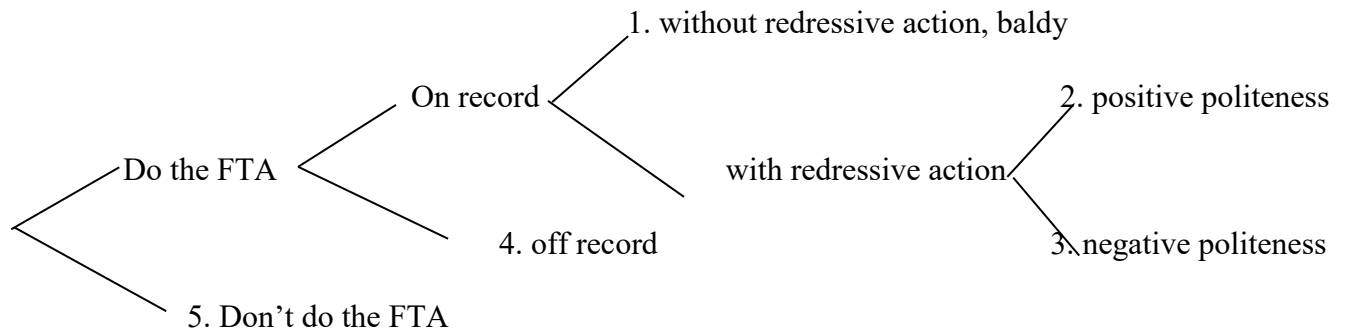 1. without redressive action, baldy
On record
2. positive politeness
Do the FTA
with redressive action
4. off record
3. negative politeness
5. Don’t do the FTA